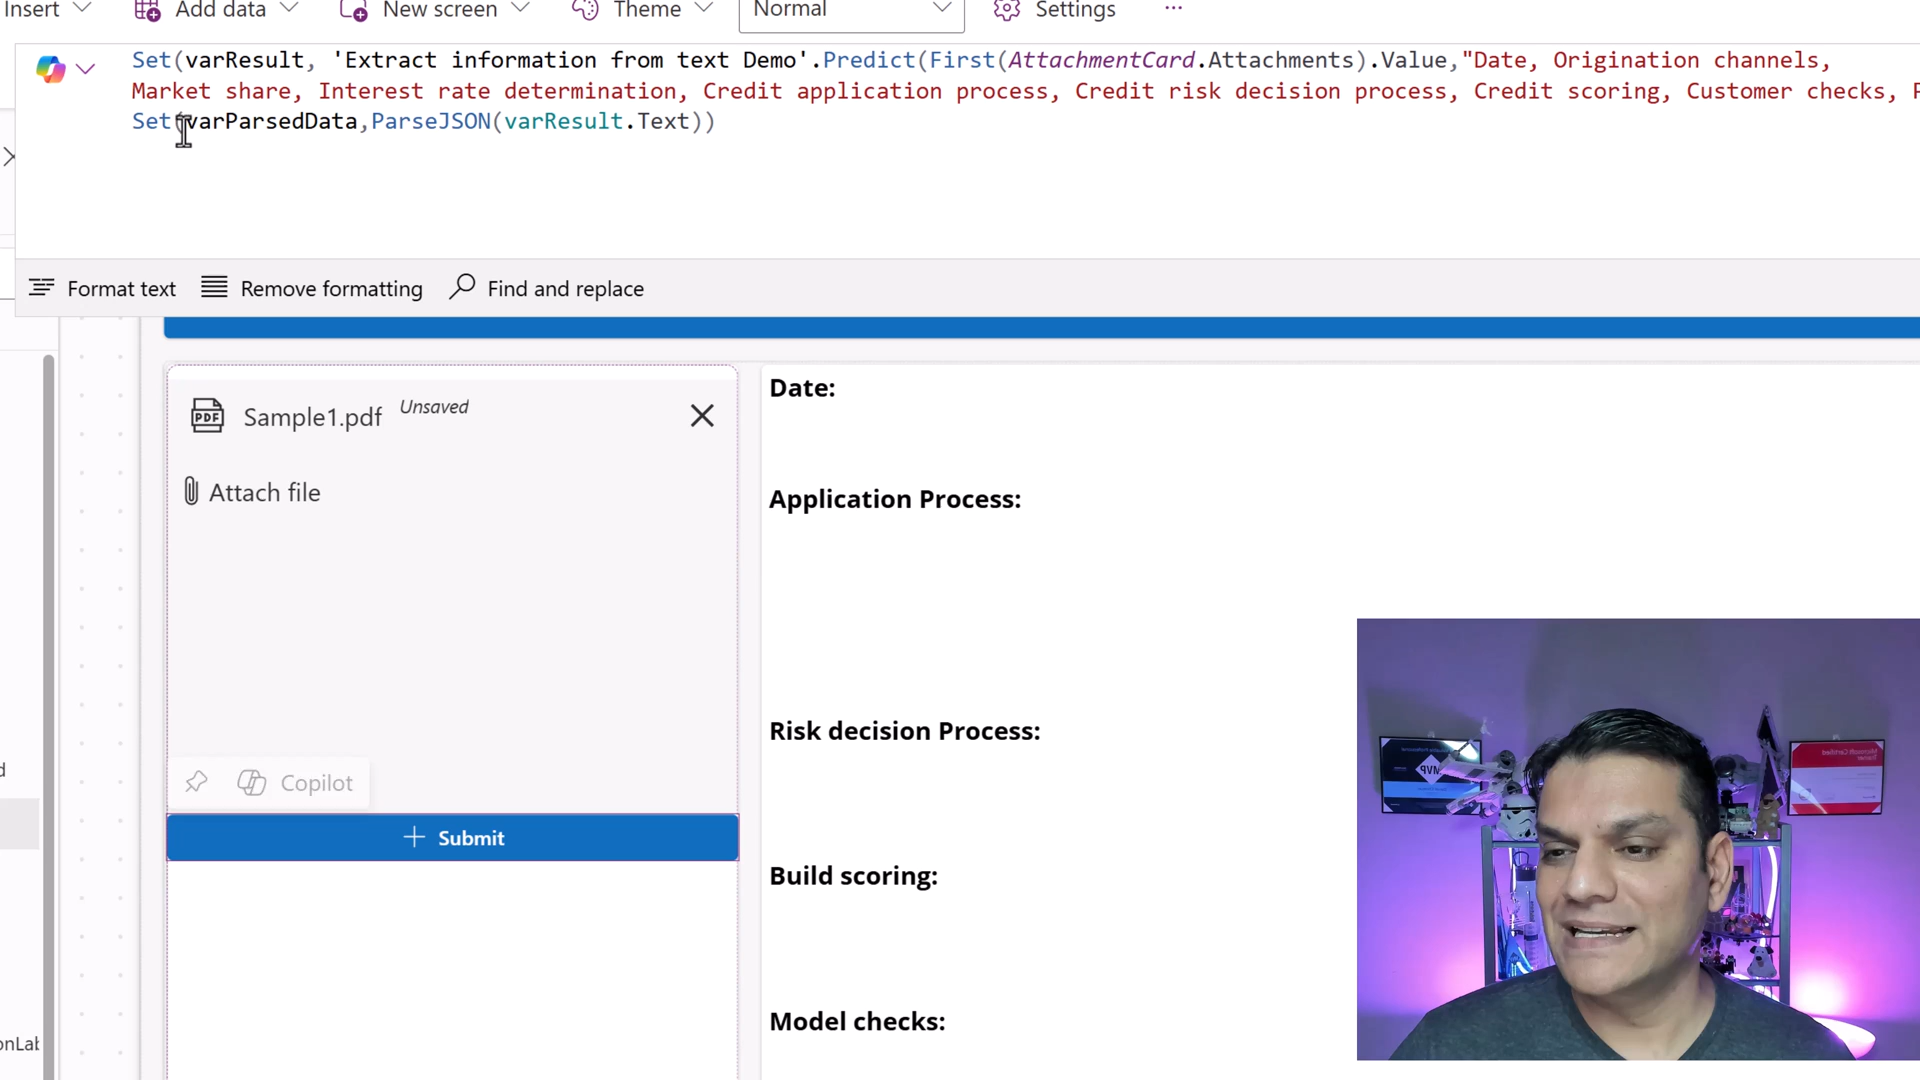 Insert Add data New screen Theme Normal Settings ...
Set(varResult, 'Extract information from text Demo'.Predict(First(AttachmentCard.Attachments).Value,"Date, Origination channels,
Market share, Interest rate determination, Credit application process, Credit risk decision process, Credit scoring, Customer checks,
Set(varParsedData,ParseJSON(varResult.Text))
Format text Remove formatting Find and replace
Date:
PDF Sample1.pdf Unsaved
Attach file
Application Process:
Risk decision Process:
Copilot
Submit
Build scoring:
Model checks: